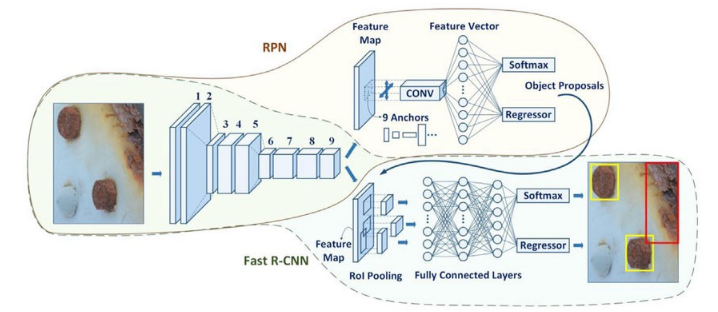 RPN
Feature
Map
Feature Vector
CONV
9 Anchors
...
Softmax
Regressor
Object Proposals
1 2
3 4 5
6 7 8 9
Fast R-CNN
Feature
Map
RoI Pooling
Fully Connected Layers
Softmax
Regressor